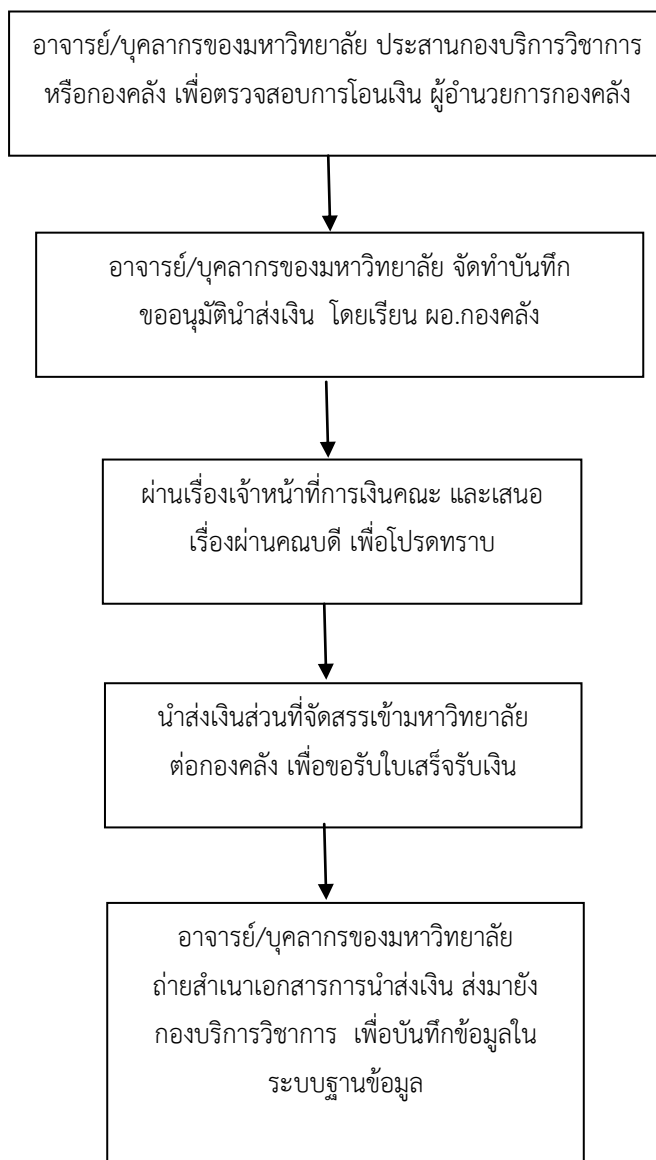 อาจารย์/บุคลากรของมหาวิทยาลัย ประสานกองบริการวิชาการ
หรือกองคลัง เพื่อตรวจสอบการโอนเงิน ผู้อำนวยการกองคลัง
อาจารย์/บุคลากรของมหาวิทยาลัย จัดทำบันทึก
ขออนุมัตินำส่งเงิน โดยเรียน ผอ.กองคลัง
ผ่านเรื่องเจ้าหน้าที่การเงินคณะ และเสนอ
เรื่องผ่านคณบดี เพื่อโปรดทราบ
นำส่งเงินส่วนที่จัดสรรเข้ามหาวิทยาลัย
ต่อกองคลัง เพื่อขอรับใบเสร็จรับเงิน
อาจารย์/บุคลากรของมหาวิทยาลัย
ถ่ายสำเนาเอกสารการนำส่งเงิน ส่งมายัง
กองบริการวิชาการ เพื่อบันทึกข้อมูลใน
ระบบฐานข้อมูล